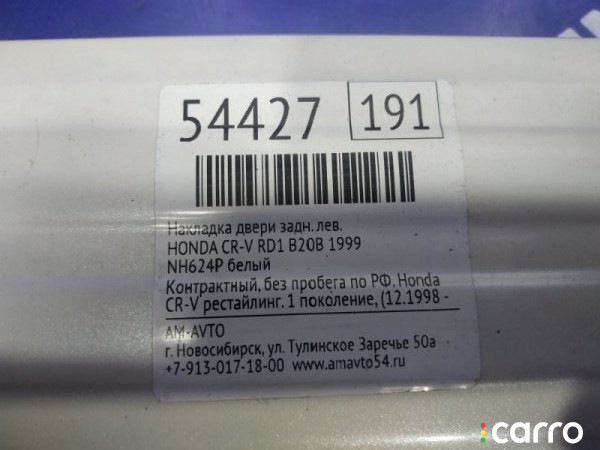 54427 191
Накладка двери задн. лев.
HONDA CR-V RD1 B20B 1999
NH624P белый
Контрактный, без пробега по РФ. Honda
CR-V рестайлинг. 1 поколение, (12.1998 -
AM-AVTO
г. Новосибирск, ул. Тулинское Заречье 50а
+7-913-017-18-00 www.amavto54.ru
carro